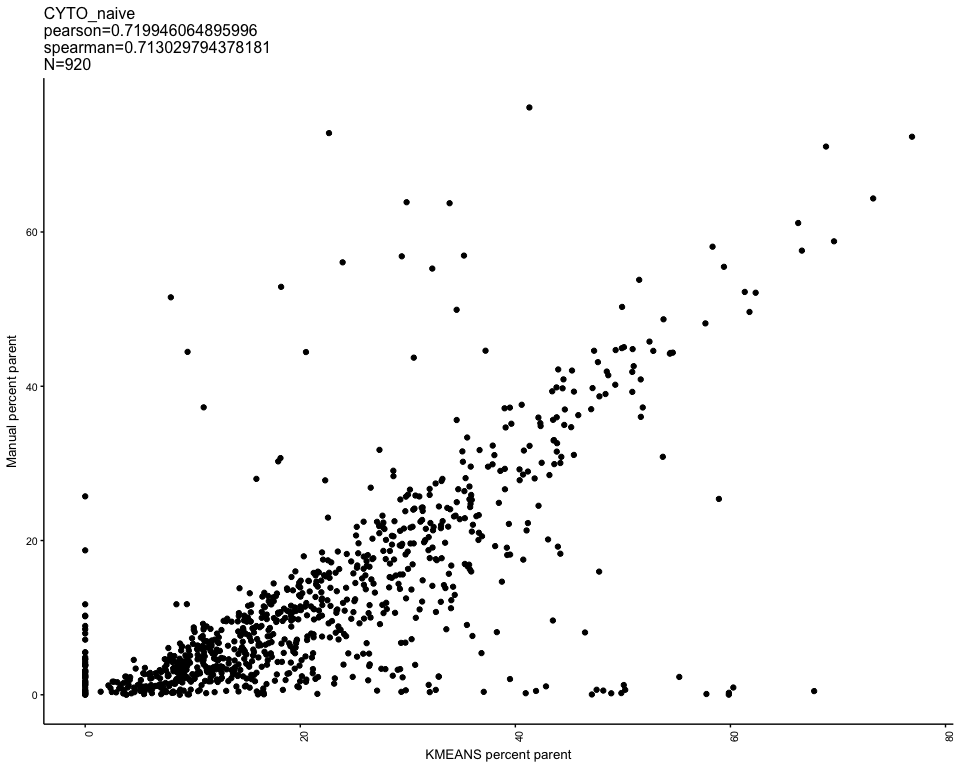 CYTO_naive
pearson=0.719946064895996
spearman=0.713029794378181
N=920
Manual percent parent
60
40
20
0
0
20
40
60
80
KMEANS percent parent